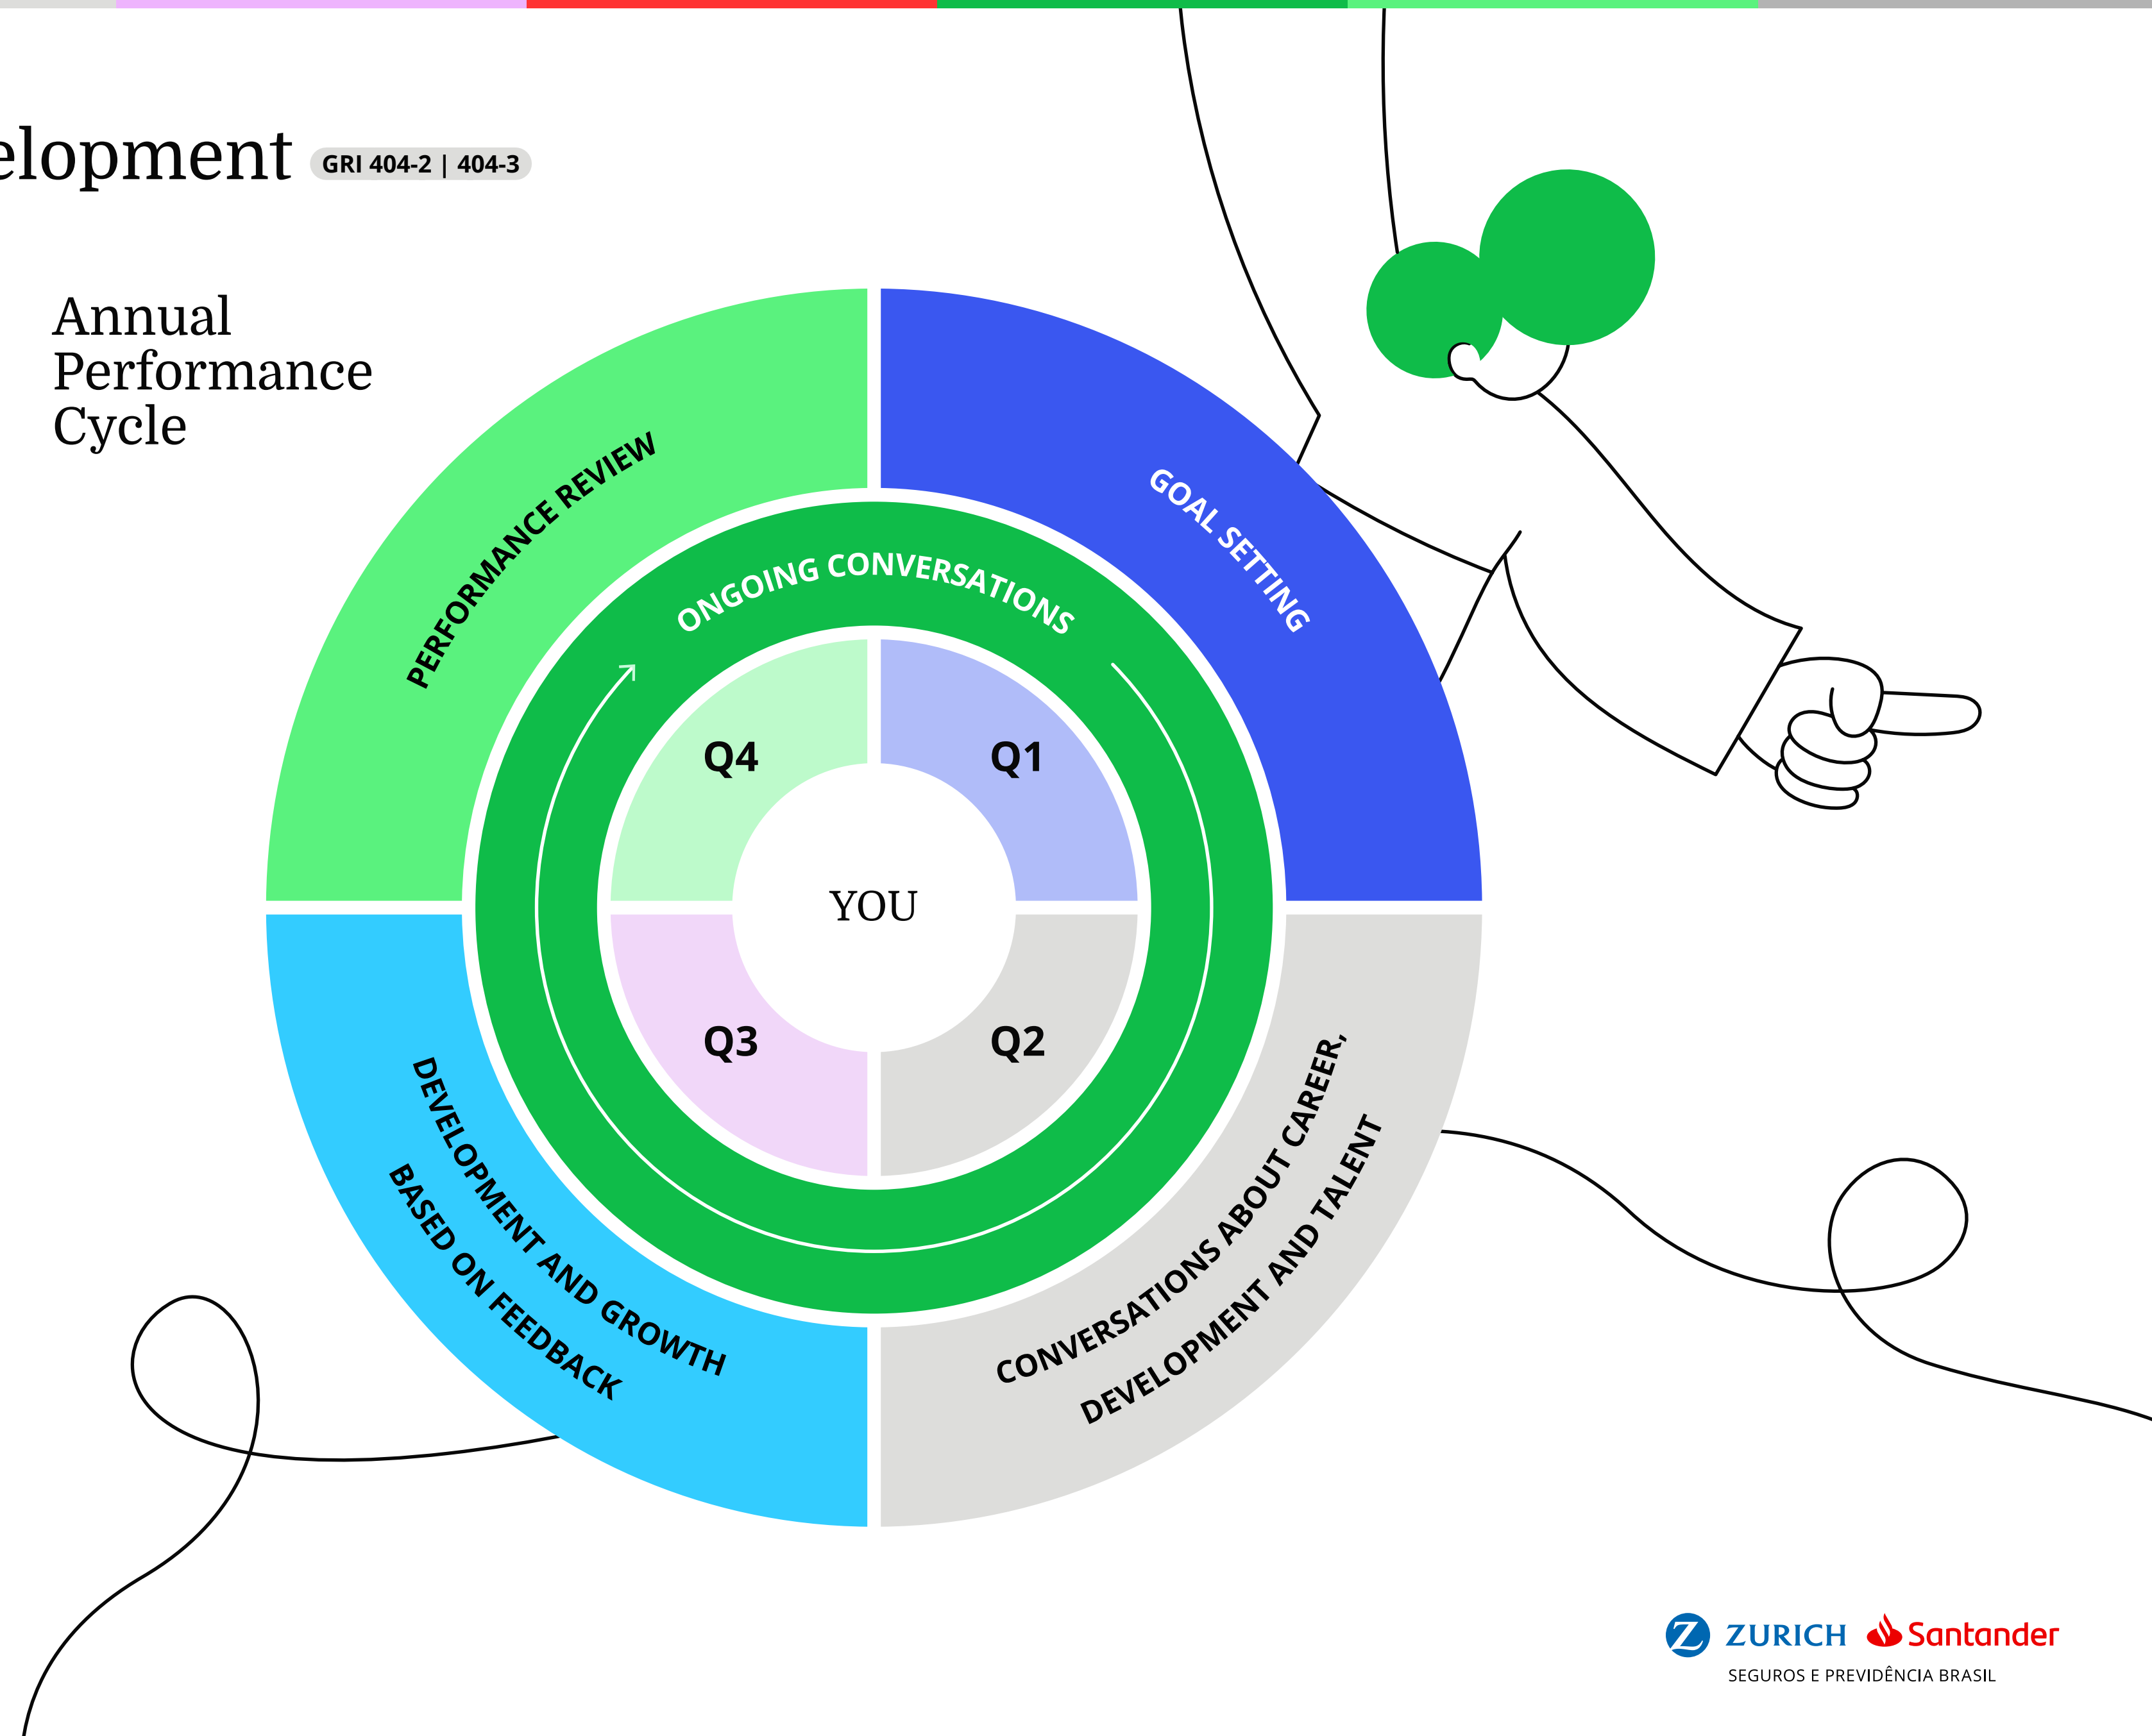 elopment
GRI 404-2 | 404-3
Annual
Performance
Cycle
PERFORMANCE REVIEW
GOAL SETTING
ONGOING CONVERSATIONS
Q4
Q1
YOU
Q3
Q2
DEVELOPMENT AND GROWTH
BASED ON FEEDBACK
CONVERSATIONS ABOUT CAREER,
DEVELOPMENT AND TALENT
Z ZURICH Santander
SEGUROS E PREVIDÊNCIA BRASIL